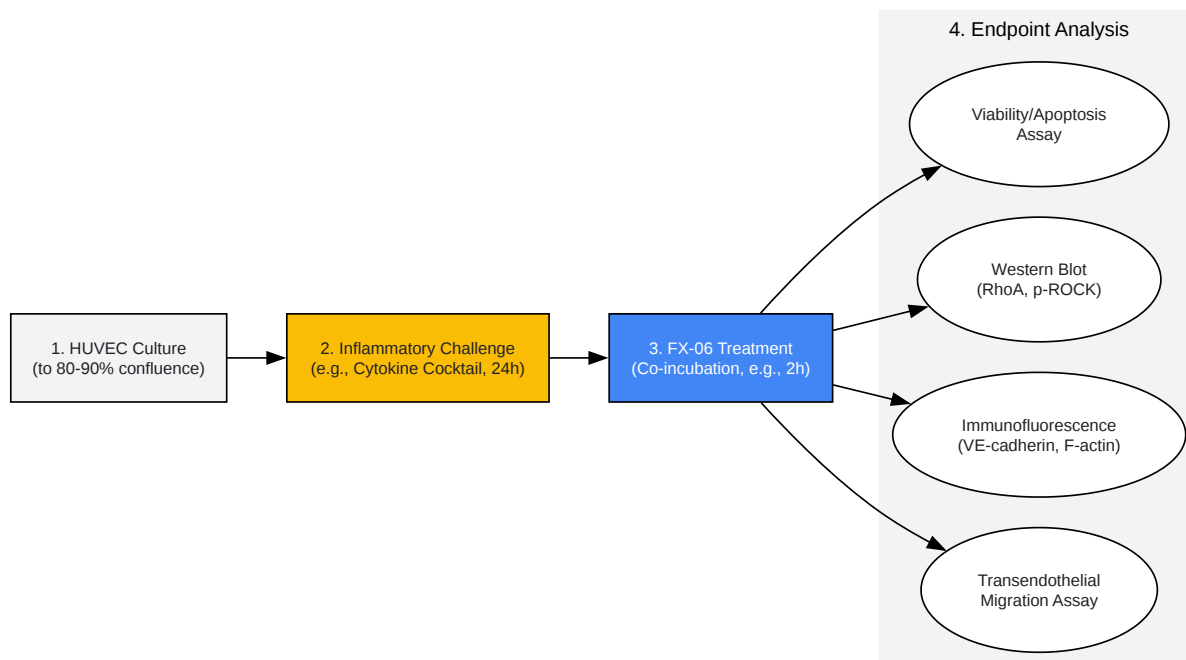 4. Endpoint Analysis
Viability/Apoptosis
Assay
Western Blot
(RhoA, p-ROCK)
1. HUVEC Culture
(to 80-90% confluence)
2. Inflammatory Challenge
(e.g., Cytokine Cocktail, 24h)
3. FX-06 Treatment
(Co-incubation, e.g., 2h)
Immunofluorescence
(VE-cadherin, F-actin)
Transendothelial
Migration Assay